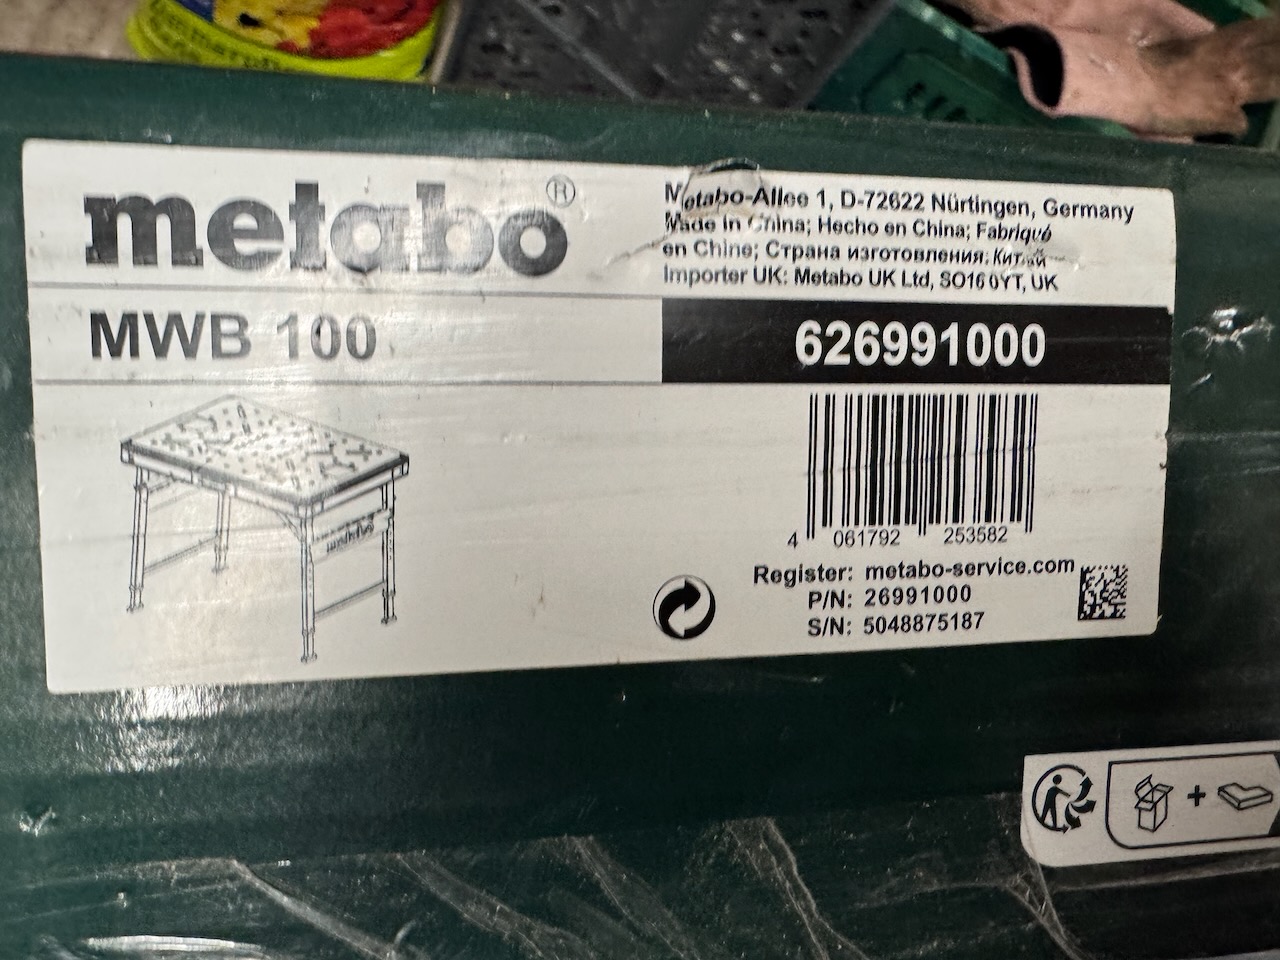 metabo®
Metabo-Allee 1, D-72622 Nürtingen, Germany
Made in China; Hecho en China; Fabriqué
en Chine; Страна изготовления: Китай
Importer UK: Metabo UK Ltd, SO16 0YT, UK
MWB 100
626991000
metabo
4 061792 253582
Register: metabo-service.com
P/N: 26991000
S/N: 5048875187
+